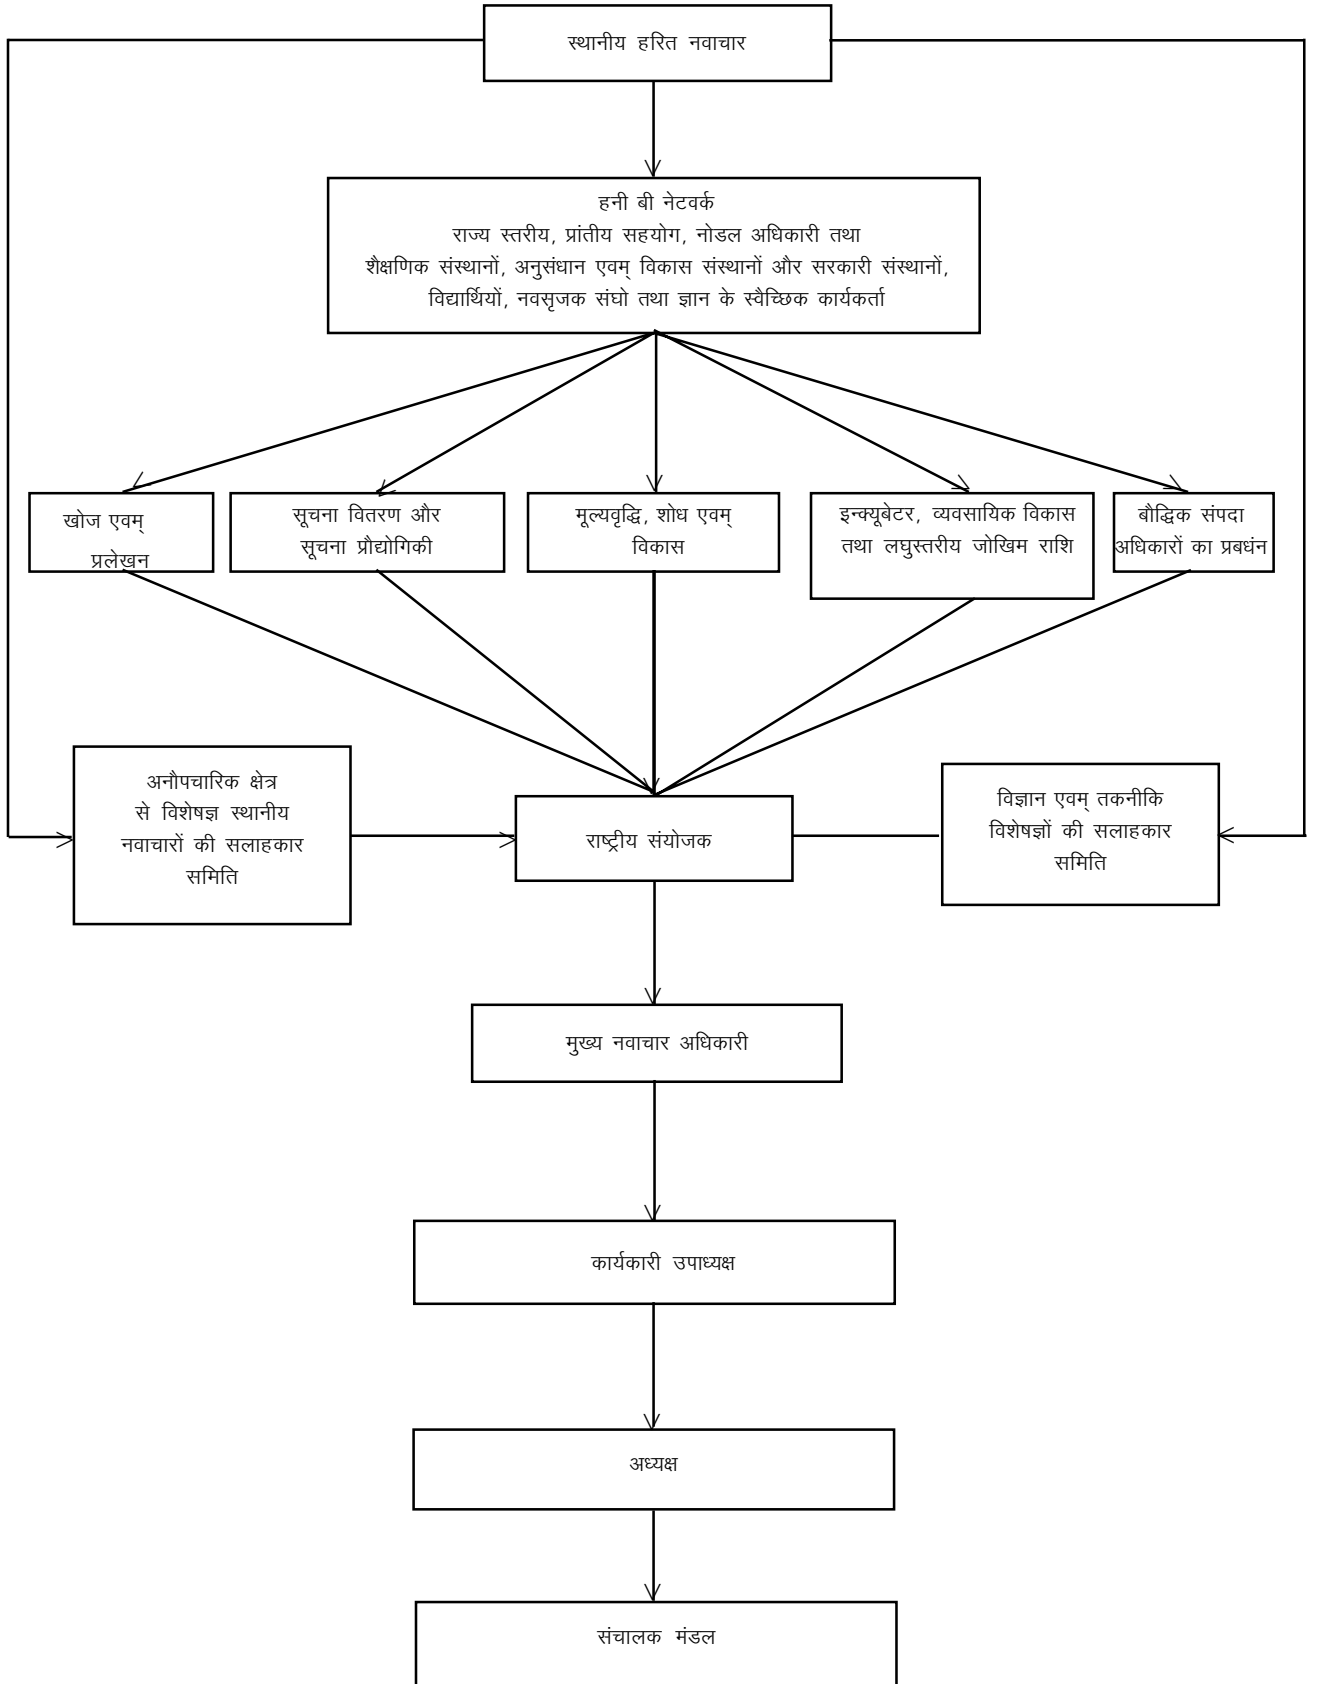 स्थानीय हरित नवाचार
हनी बी नेटवर्क
राज्य स्तरीय, प्रांतीय सहयोग, नोडल अधिकारी तथा
शैक्षणिक संस्थानों, अनुसंधान एवम् विकास संस्थानों और सरकारी संस्थानों,
विद्यार्थियों, नवसृजक संघो तथा ज्ञान के स्वैच्छिक कार्यकर्ता
खोज एवम्
प्रलेखन
सूचना वितरण और
सूचना प्रौद्योगिकी
मूल्यवृद्धि, शोध एवम्
विकास
इन्क्यूबेटर, व्यवसायिक विकास
तथा लघुस्तरीय जोखिम राशि
बौद्धिक संपदा
अधिकारों का प्रबधंन
अनौपचारिक क्षेत्र
से विशेषज्ञ स्थानीय
नवाचारों की सलाहकार
समिति
राष्ट्रीय संयोजक
विज्ञान एवम् तकनीकि
विशेषज्ञों की सलाहकार
समिति
मुख्य नवाचार अधिकारी
कार्यकारी उपाध्यक्ष
अध्यक्ष
संचालक मंडल